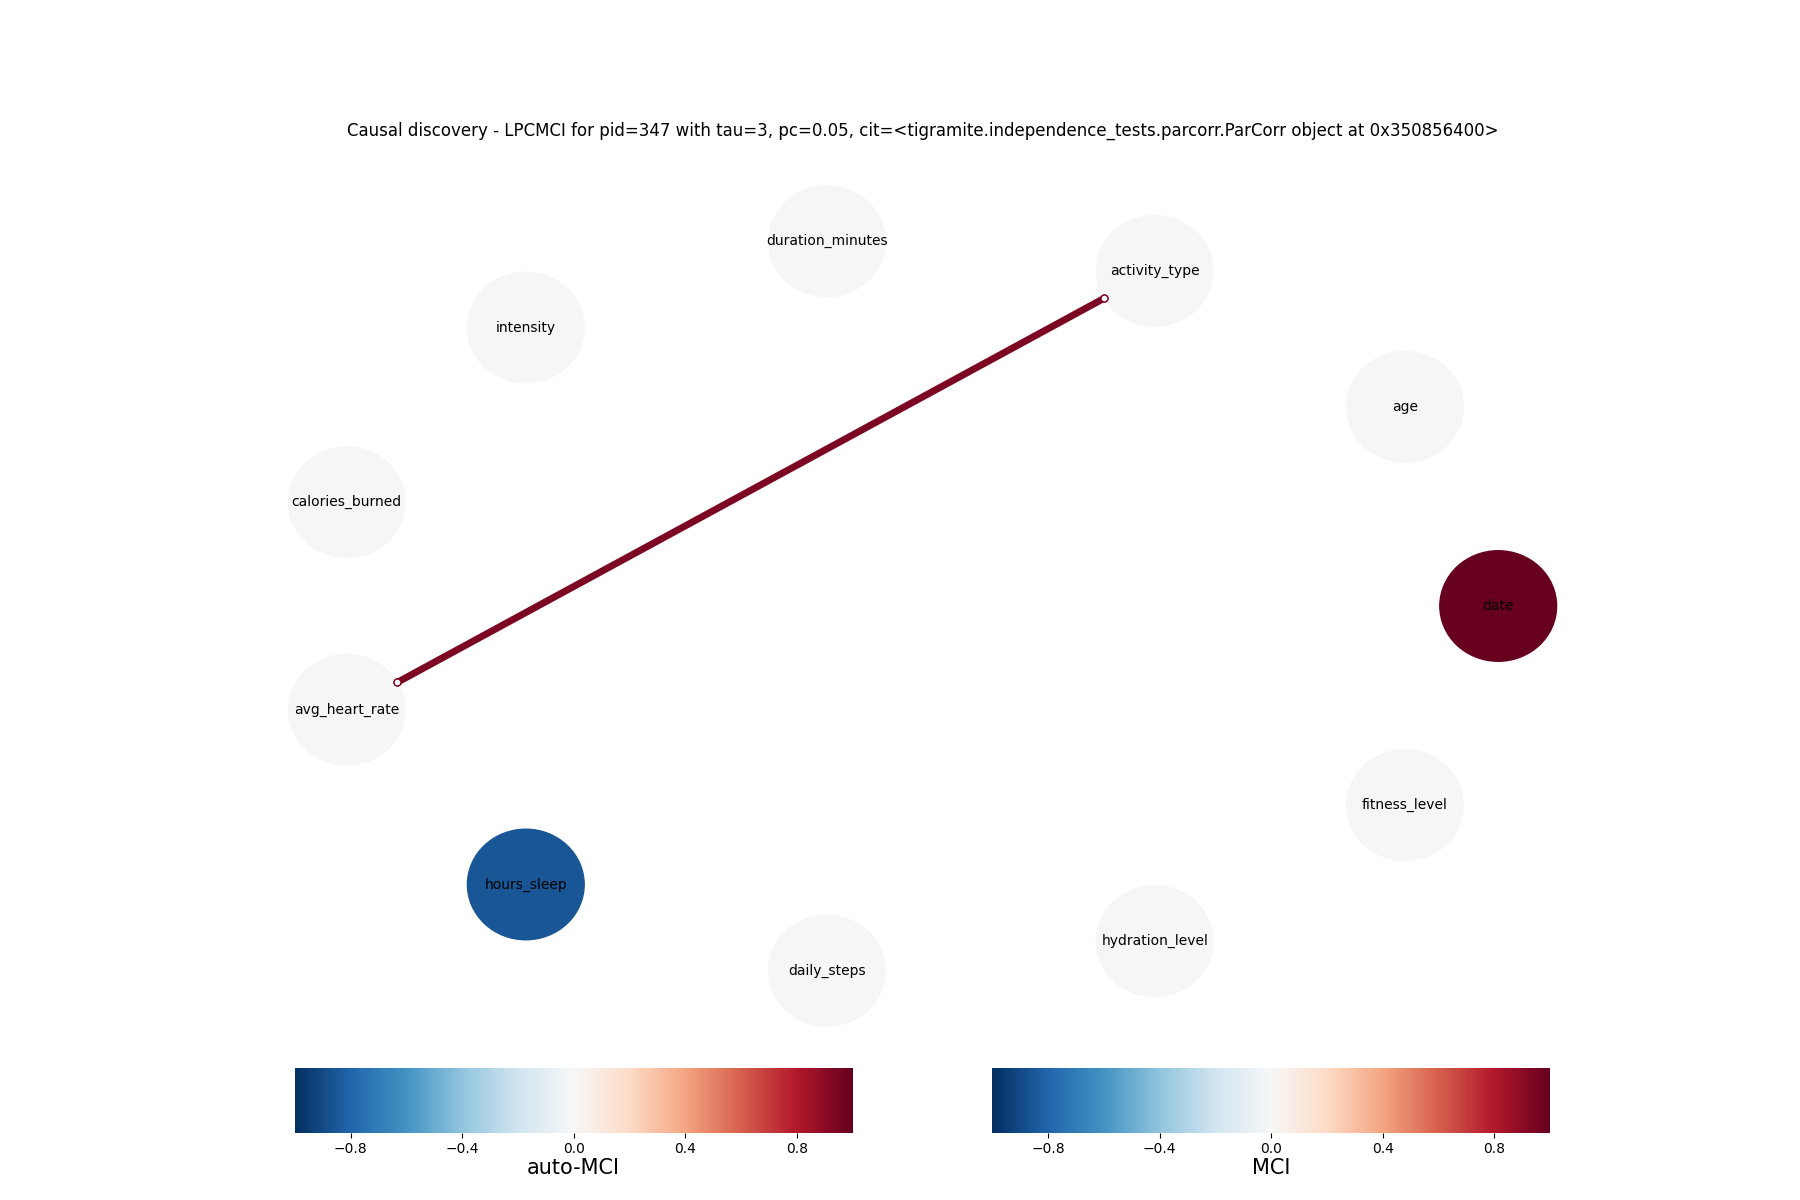 Causal discovery - LPCMCI for pid=347 with tau=3, pc=0.05, cit=<tigramite.independence_tests.parcorr.ParCorr object at 0x350856400>
duration_minutes
activity_type
intensity
age
calories_burned
date
avg_heart_rate
fitness_level
hours_sleep
hydration_level
daily_steps
−0.8 −0.4 0.0 0.4 0.8
auto-MCI
−0.8 −0.4 0.0 0.4 0.8
MCI